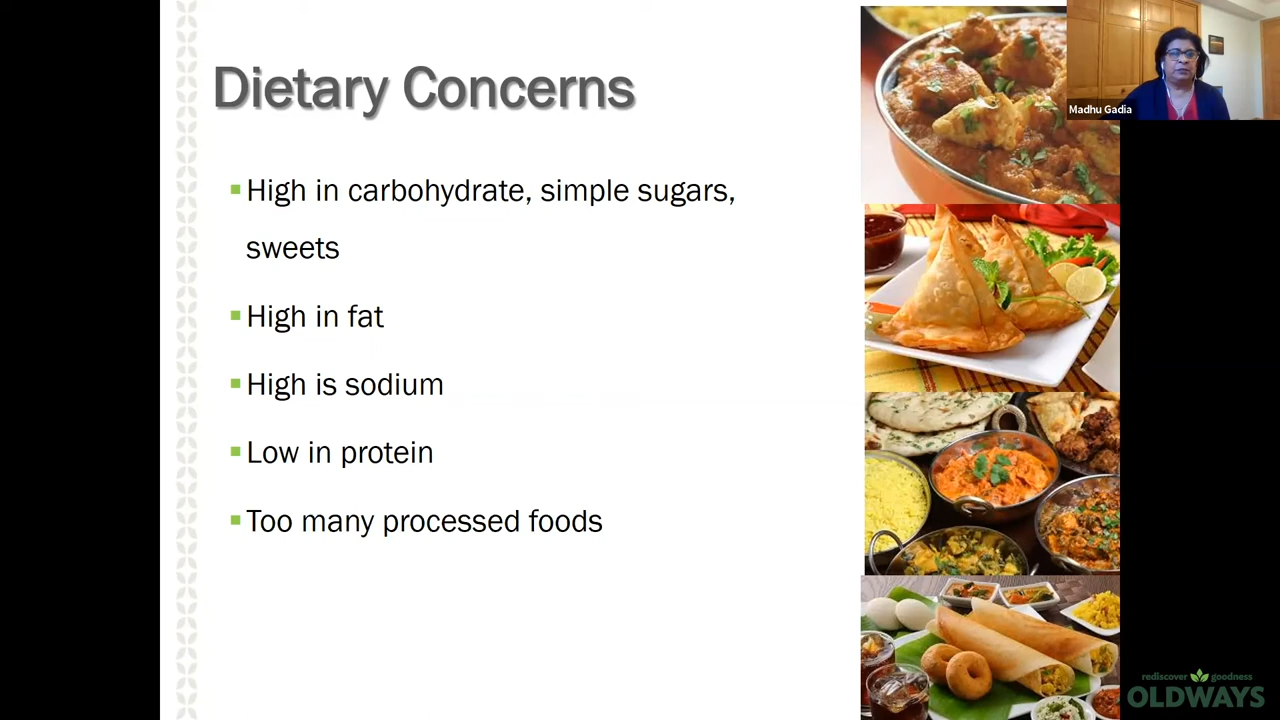 Dietary Concerns
High in carbohydrate, simple sugars,
sweets
High in fat
High is sodium
Low in protein
Too many processed foods
Madhu Gadia
rediscover goodness
OLDWAYS